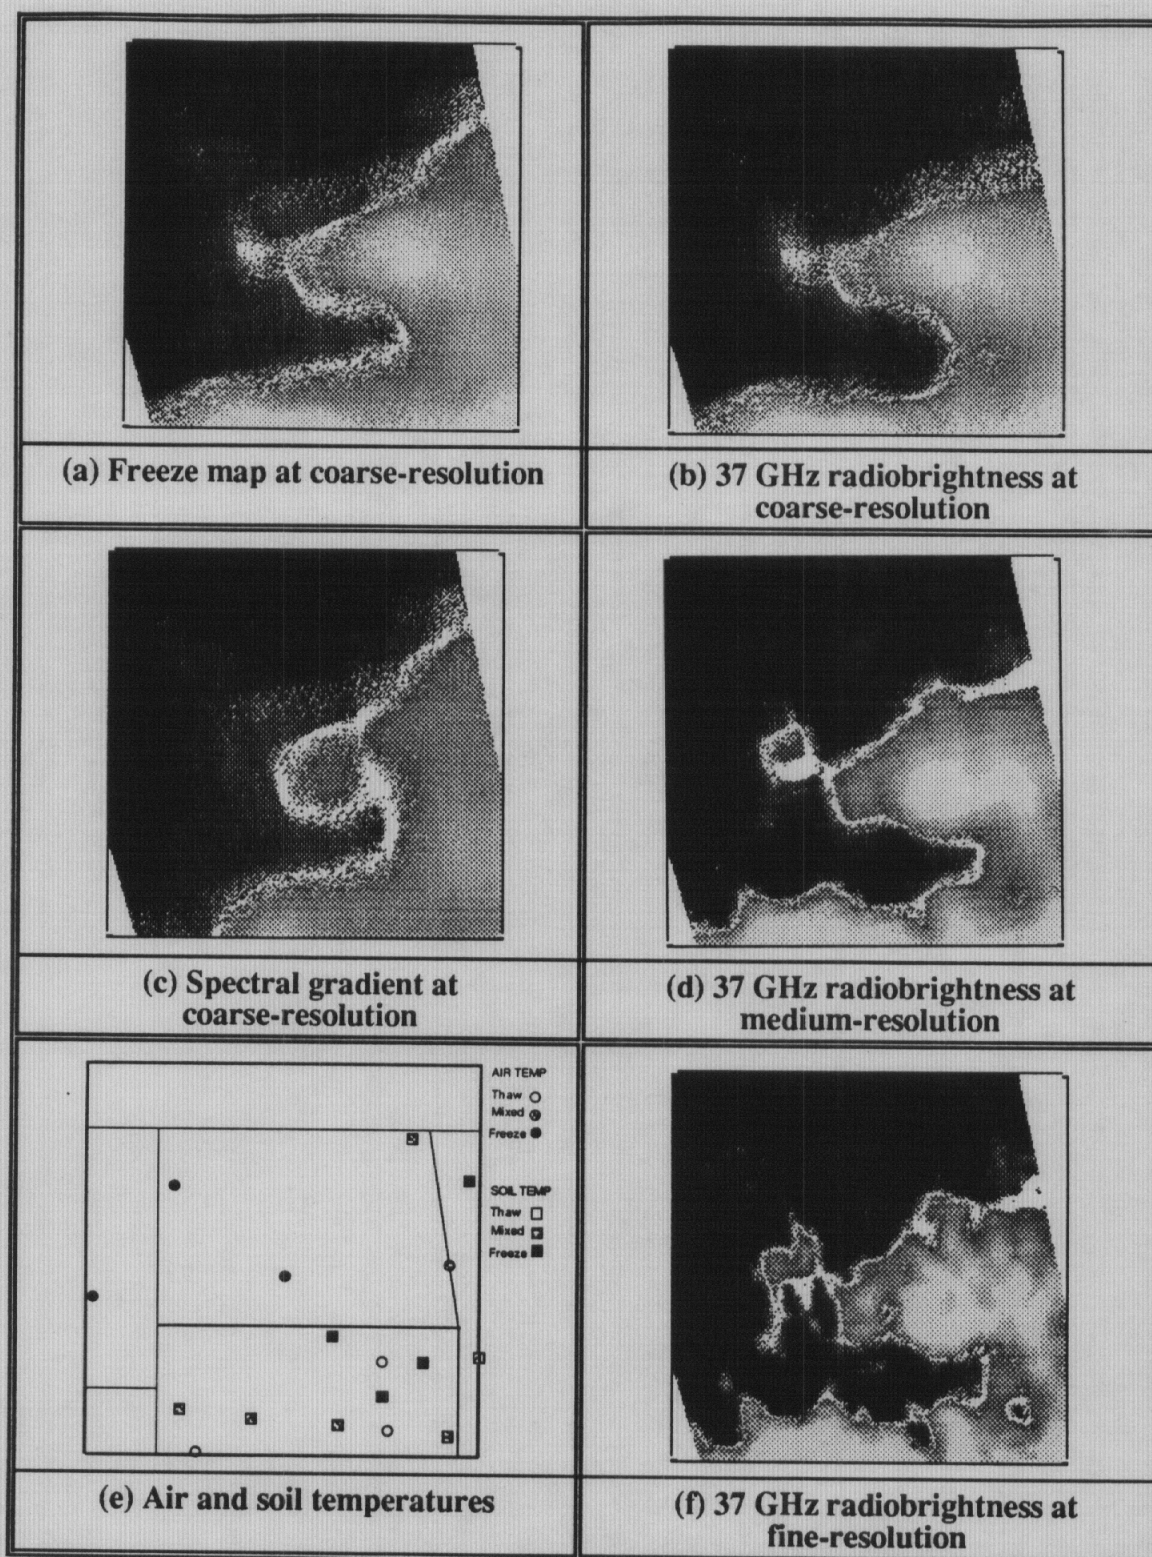 (a) Freeze map at coarse-resolution
(b) 37 GHz radiobrightness at
coarse-resolution
(c) Spectral gradient at
coarse-resolution
(d) 37 GHz radiobrightness at
medium-resolution
AIR TEMP
Thaw
Mixed
Freeze
SOIL TEMP
Thaw
Mixed
Freeze
(e) Air and soil temperatures
(f) 37 GHz radiobrightness at
fine-resolution